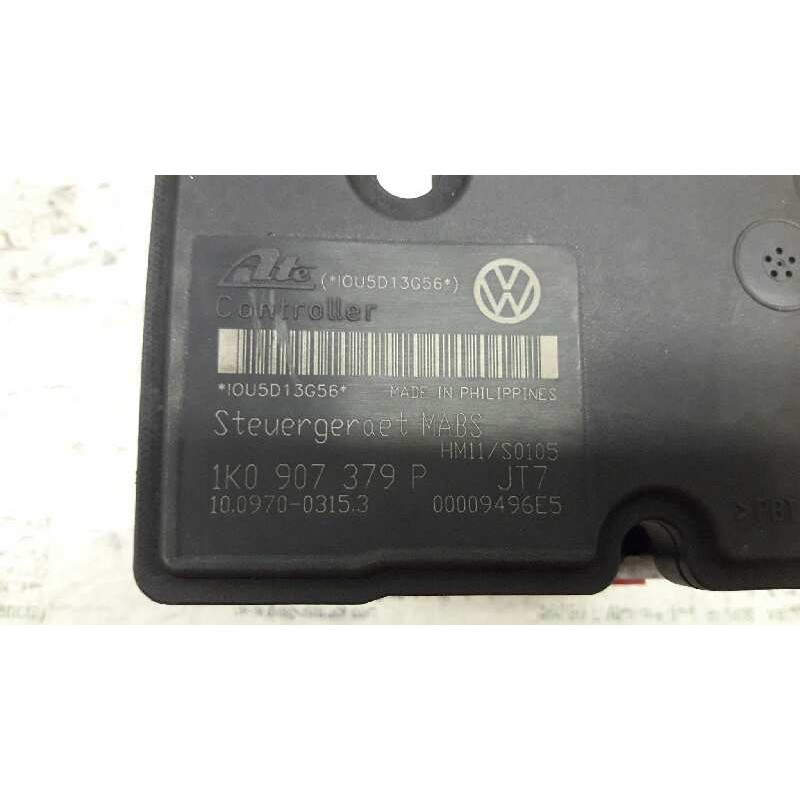 Ate (*IOU5D13G56*)
Controller
*IOU5D13G56* MADE IN PHILIPPINES
Steuergeraet MABS
HM11/S0105
1K0 907 379 P JT7
10.0970-0315.3 00009496E5
>PBT